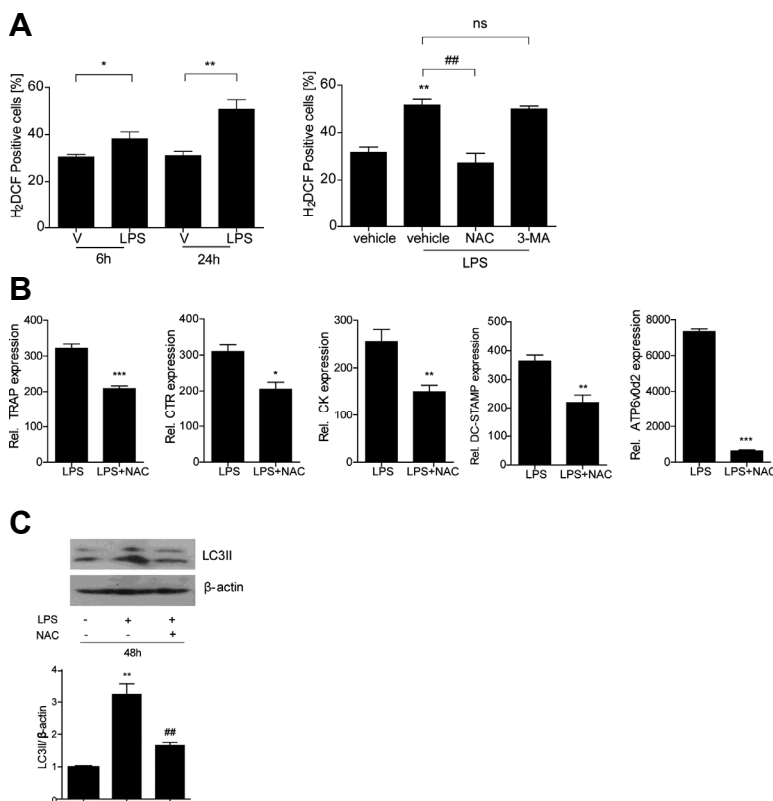 A
ns
* ** ##
**
H2DCF Positive cells [%]
60
40
20
0
V LPS V LPS
6h 24h
H2DCF Positive cells [%]
60
40
20
0
vehicle vehicle NAC 3-MA
LPS
B
Rel. TRAP expression
400
300
200
100
0
***
LPS LPS+NAC
Rel. CTR expression
400
300
200
100
0
*
LPS LPS+NAC
Rel. CK expression
300
200
100
0
**
LPS LPS+NAC
Rel. DC-STAMP expression
500
400
300
200
100
0
**
LPS LPS+NAC
Rel. ATP6v0d2 expression
8000
6000
4000
2000
0
***
LPS LPS+NAC
C
LC3II
β-actin
LPS - + +
NAC - - +
48h
LC3II/β-actin
4
3
2
1
0
**
##